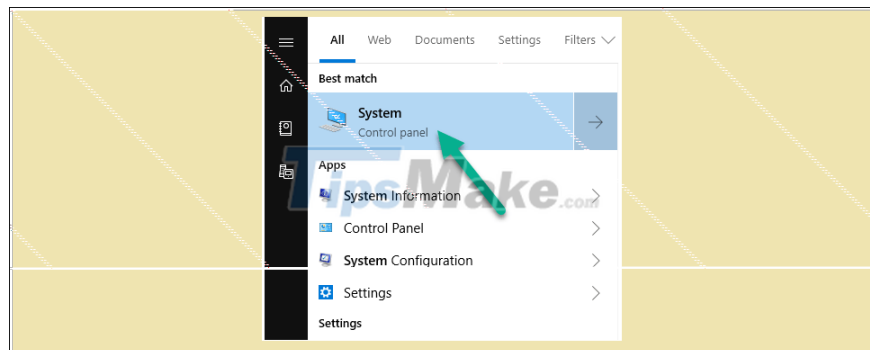 All Web Documents Settings Filters
Best match
System
Control panel
Apps
TipsMake.com
System Information
Control Panel
System Configuration
Settings
Settings